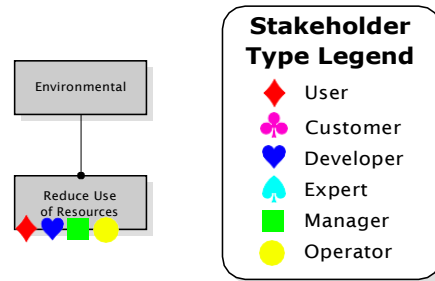 Environmental
Reduce Use
of Resources
Stakeholder
Type Legend
User
Customer
Developer
Expert
Manager
Operator